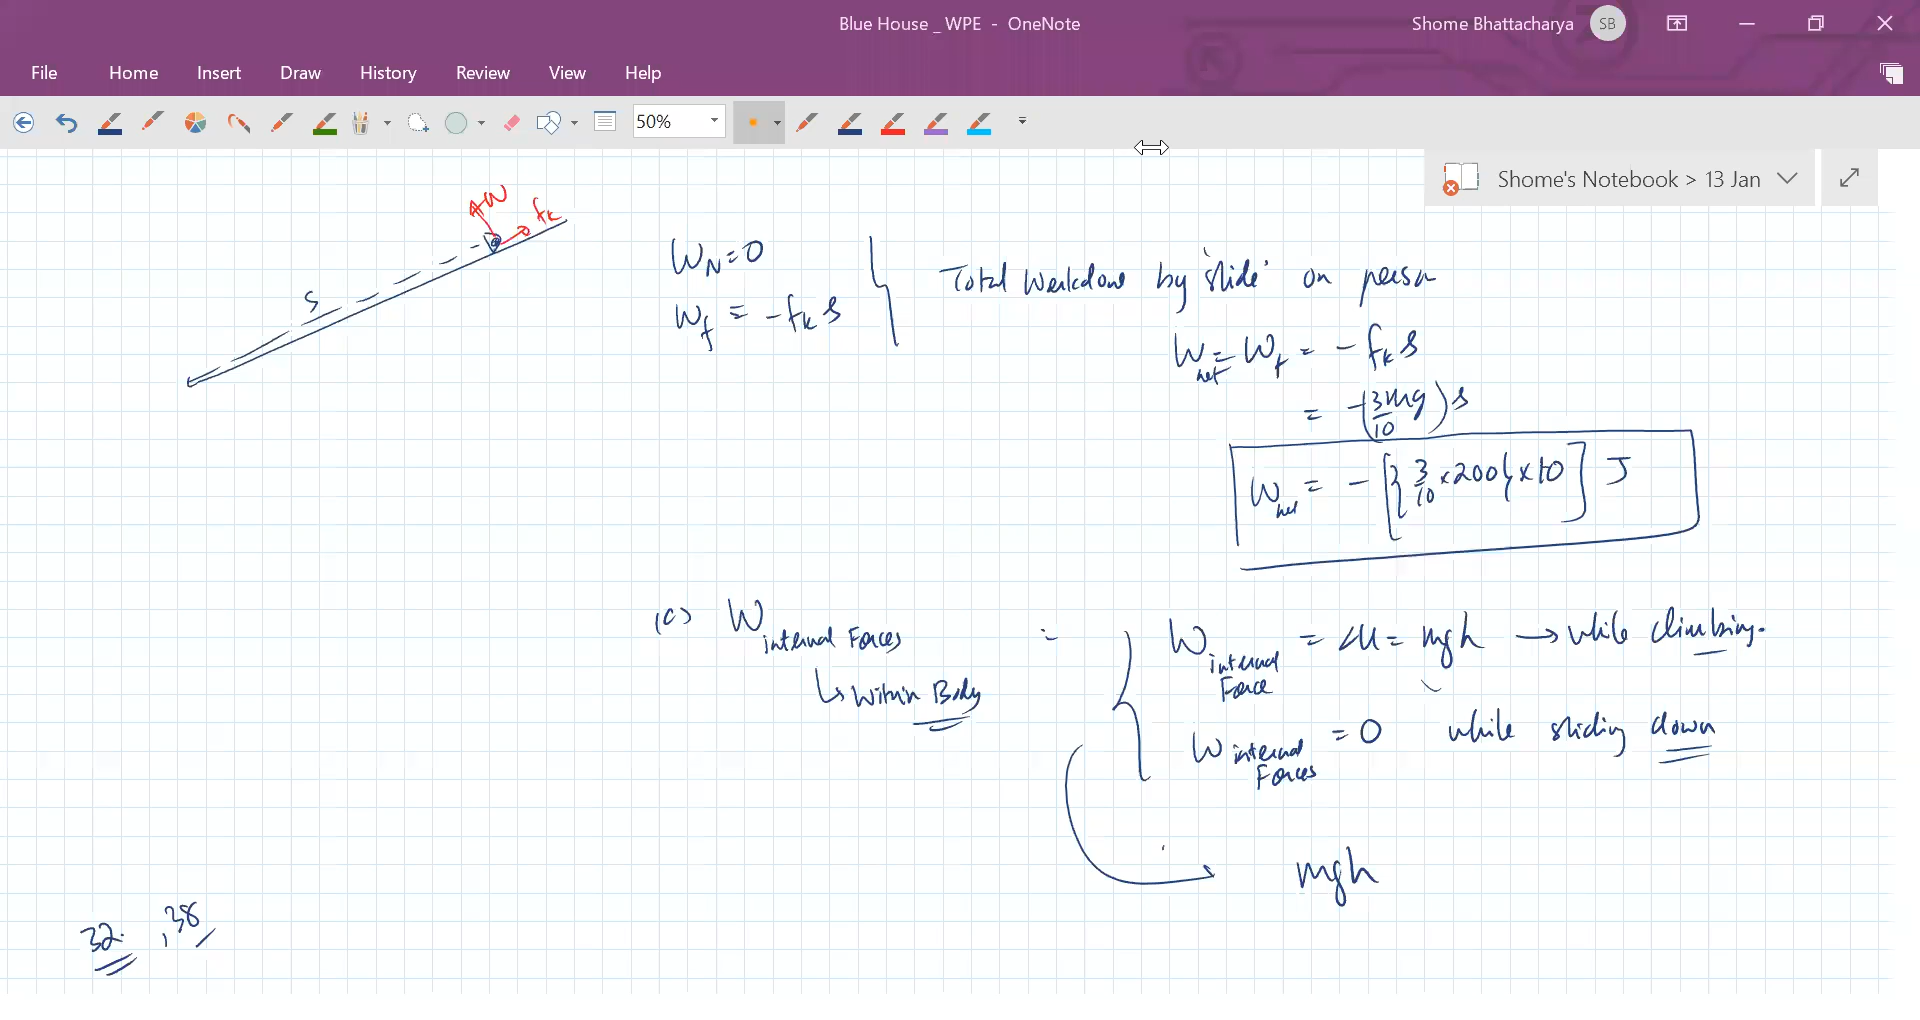 Blue House _ WPE - OneNote
Shome Bhattacharya SB
File Home Insert Draw History Review View Help
50%
Shome's Notebook > 13 Jan
N
fk
S
W_N = 0
W_f = -fk s
Total Workdone by 'slide' on person
W_net = W_f = - fk s
= -(3mg/10) s
W_net = - [{3/10 × 200} × 10] J
(c) W internal Forces =
↳ Within Body
W internal Force = ΔU = mgh → while climbing.
W internal Forces = 0 while sliding down
mgh
32. , 38